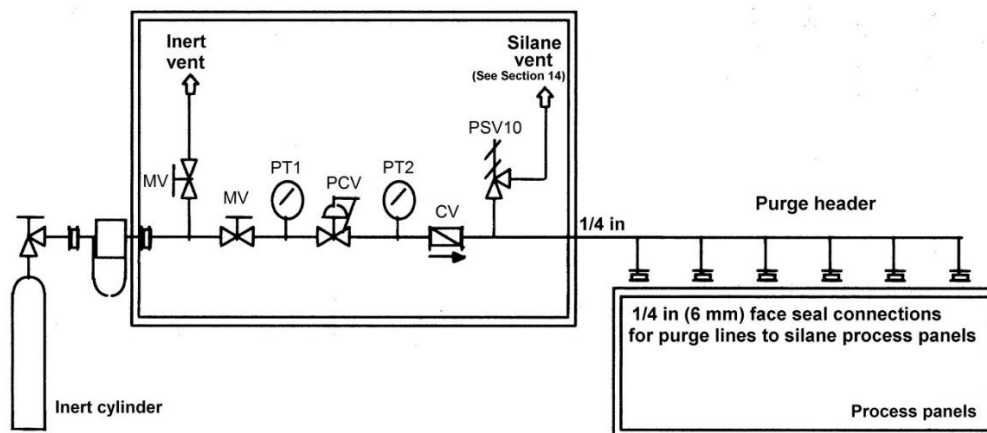 Inert
vent
Silane
vent
(See Section 14)
PSV10
MV
PT1
PCV
PT2
MV
CV
1/4 in
Purge header
1/4 in (6 mm) face seal connections
for purge lines to silane process panels
Inert cylinder
Process panels